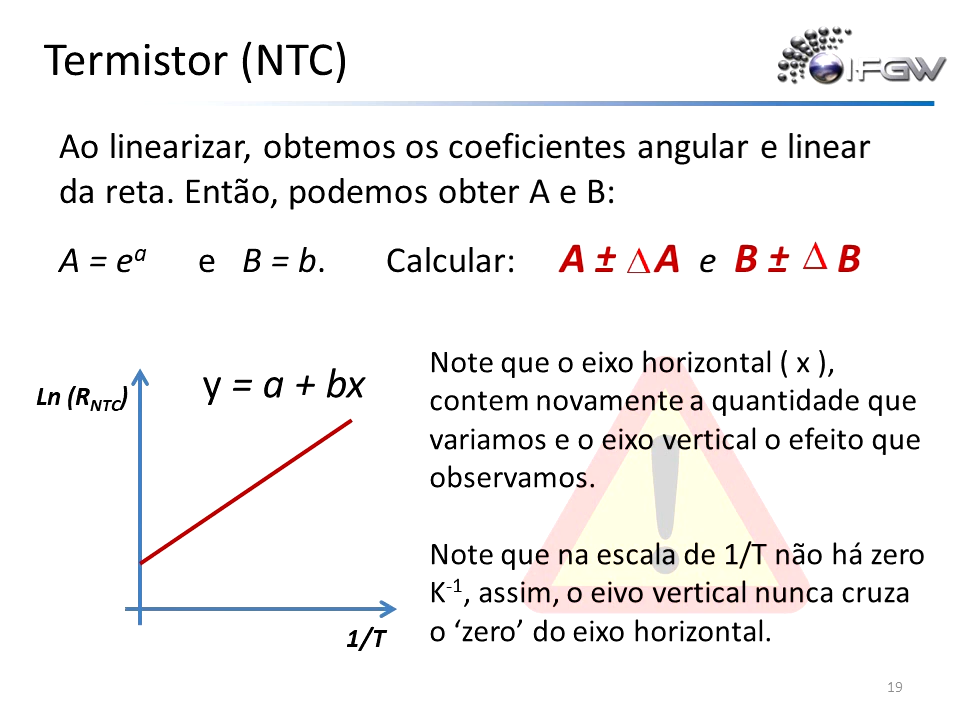 Termistor (NTC)
IFGW
Ao linearizar, obtemos os coeficientes angular e linear
da reta. Então, podemos obter A e B:
A = eᵃ e B = b. Calcular: A ± ΔA e B ± Δ B
Note que o eixo horizontal ( x ),
contem novamente a quantidade que
variamos e o eixo vertical o efeito que
observamos.
Note que na escala de 1/T não há zero
K⁻¹, assim, o eivo vertical nunca cruza
o ‘zero’ do eixo horizontal.
y = a + bx
Ln (R_NTC)
1/T
19